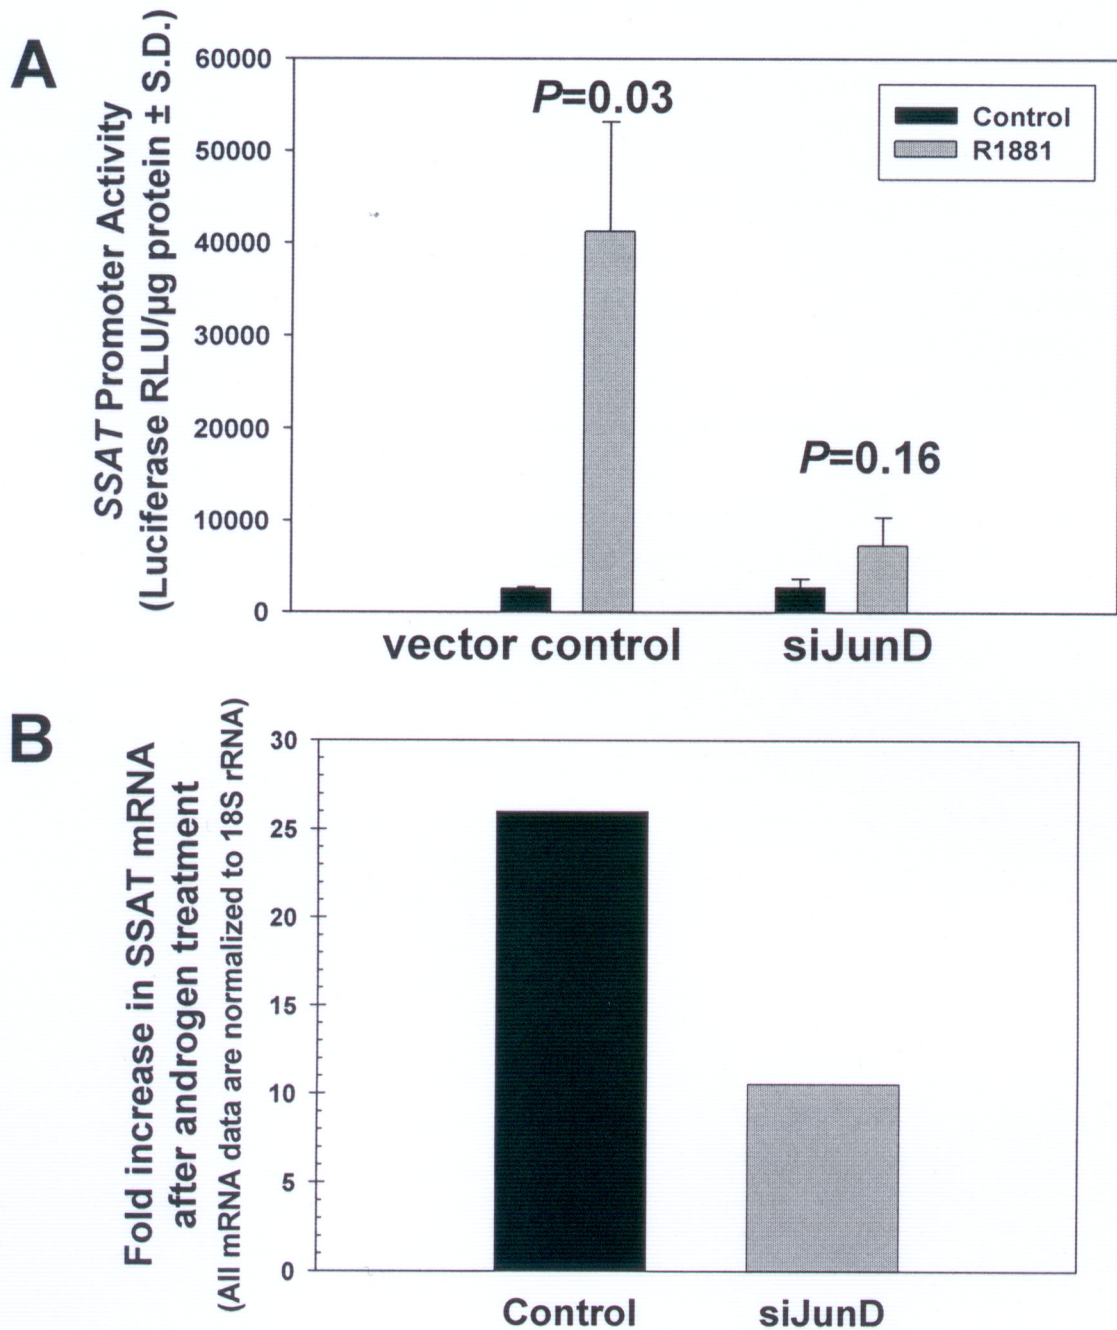 A
SSAT Promoter Activity
(Luciferase RLU/µg protein ± S.D.)
60000
50000
40000
30000
20000
10000
0
P=0.03
P=0.16
Control
R1881
vector control
siJunD
B
Fold increase in SSAT mRNA
after androgen treatment
(All mRNA data are normalized to 18S rRNA)
30
25
20
15
10
5
0
Control
siJunD